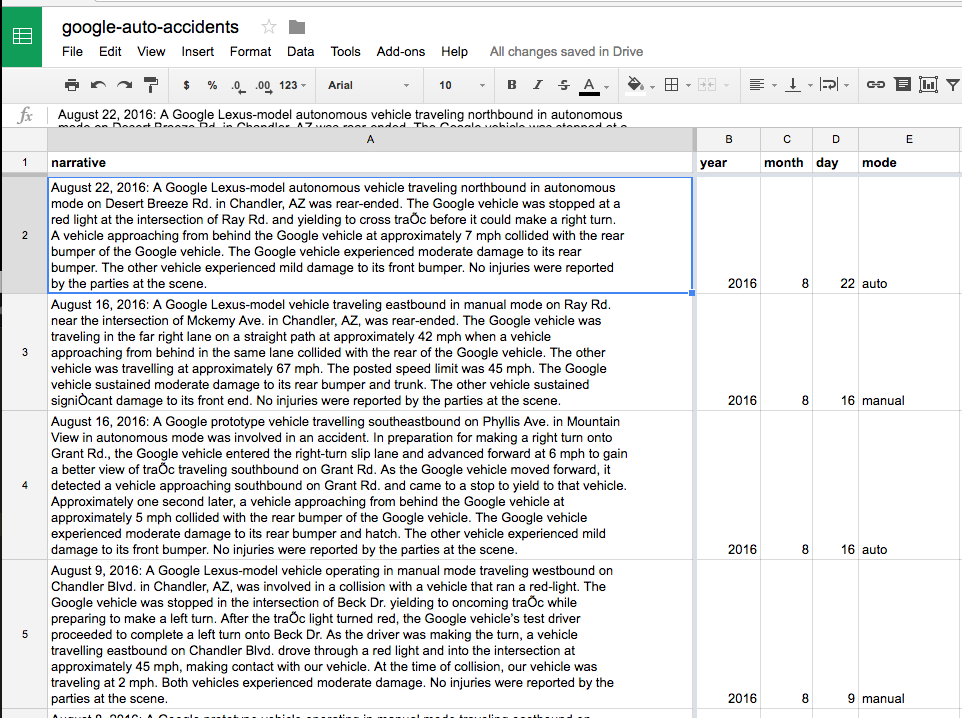 google-auto-accidents
File Edit View Insert Format Data Tools Add-ons Help All changes saved in Drive
$ % .0 .00 123 Arial 10 B I S A
fx August 22, 2016: A Google Lexus-model autonomous vehicle traveling northbound in autonomous
mode on Desert Breeze Rd. in Chandler, AZ was rear-ended. The Google vehicle was stopped at a
A B C D E
1 narrative year month day mode
August 22, 2016: A Google Lexus-model autonomous vehicle traveling northbound in autonomous
mode on Desert Breeze Rd. in Chandler, AZ was rear-ended. The Google vehicle was stopped at a
red light at the intersection of Ray Rd. and yielding to cross traÕc before it could make a right turn.
2 A vehicle approaching from behind the Google vehicle at approximately 7 mph collided with the rear
bumper of the Google vehicle. The Google vehicle experienced moderate damage to its rear
bumper. The other vehicle experienced mild damage to its front bumper. No injuries were reported
by the parties at the scene. 2016 8 22 auto
August 16, 2016: A Google Lexus-model vehicle traveling eastbound in manual mode on Ray Rd.
near the intersection of Mckemy Ave. in Chandler, AZ, was rear-ended. The Google vehicle was
traveling in the far right lane on a straight path at approximately 42 mph when a vehicle
3 approaching from behind in the same lane collided with the rear of the Google vehicle. The other
vehicle was travelling at approximately 67 mph. The posted speed limit was 45 mph. The Google
vehicle sustained moderate damage to its rear bumper and trunk. The other vehicle sustained
signiÒcant damage to its front end. No injuries were reported by the parties at the scene. 2016 8 16 manual
August 16, 2016: A Google prototype vehicle travelling southeastbound on Phyllis Ave. in Mountain
View in autonomous mode was involved in an accident. In preparation for making a right turn onto
Grant Rd., the Google vehicle entered the right-turn slip lane and advanced forward at 6 mph to gain
a better view of traÕc traveling southbound on Grant Rd. As the Google vehicle moved forward, it
4 detected a vehicle approaching southbound on Grant Rd. and came to a stop to yield to that vehicle.
Approximately one second later, a vehicle approaching from behind the Google vehicle at
approximately 5 mph collided with the rear bumper of the Google vehicle. The Google vehicle
experienced moderate damage to its rear bumper and hatch. The other vehicle experienced mild
damage to its front bumper. No injuries were reported by the parties at the scene. 2016 8 16 auto
August 9, 2016: A Google Lexus-model vehicle operating in manual mode traveling westbound on
Chandler Blvd. in Chandler, AZ, was involved in a collision with a vehicle that ran a red-light. The
Google vehicle was stopped in the intersection of Beck Dr. yielding to oncoming traÕc while
preparing to make a left turn. After the traÕc light turned red, the Google vehicle's test driver
5 proceeded to complete a left turn onto Beck Dr. As the driver was making the turn, a vehicle
travelling eastbound on Chandler Blvd. drove through a red light and into the intersection at
approximately 45 mph, making contact with our vehicle. At the time of collision, our vehicle was
traveling at 2 mph. Both vehicles experienced moderate damage. No injuries were reported by the
parties at the scene. 2016 8 9 manual